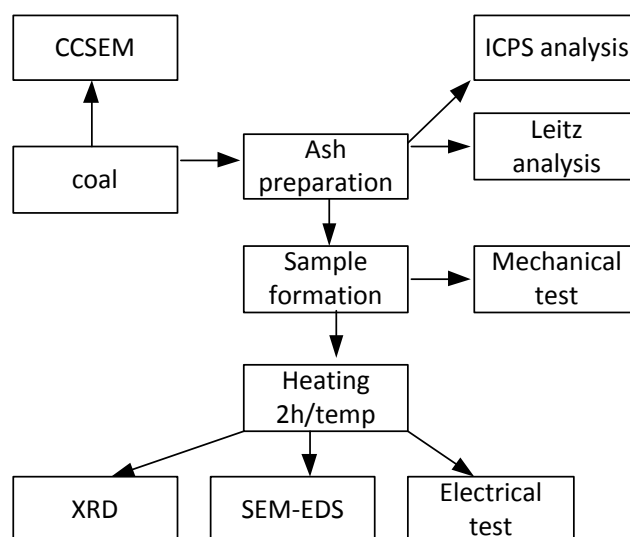 CCSEM
ICPS analysis
coal
Ash
preparation
Leitz
analysis
Sample
formation
Mechanical
test
Heating
2h/temp
XRD
SEM-EDS
Electrical
test